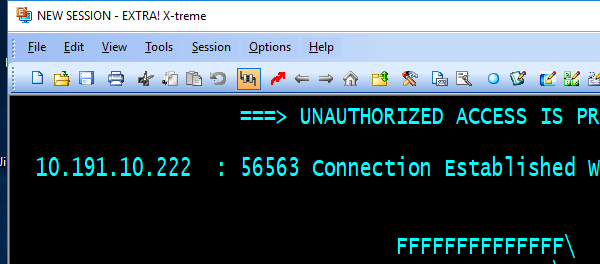 NEW SESSION - EXTRA! X-treme
File Edit View Tools Session Options Help
===> UNAUTHORIZED ACCESS IS PR
10.191.10.222 : 56563 Connection Established W
FFFFFFFFFFFFFF\